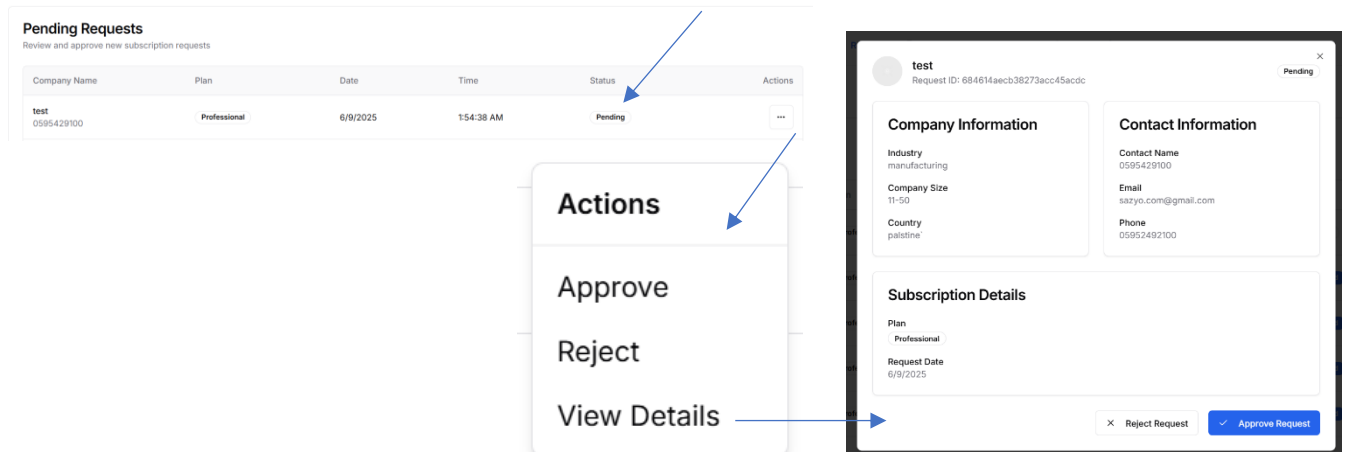 Pending Requests
Review and approve new subscription requests
Company Name Plan Date Time Status Actions
test Professional 6/9/2025 1:54:38 AM Pending ...
0595429100
Actions
Approve
Reject
View Details
test
Request ID: 684614aecb38273acc45acdc
Pending
Company Information
Industry
manufacturing
Company Size
11-50
Country
palstine`
Contact Information
Contact Name
0595429100
Email
sazyo.com@gmail.com
Phone
05952492100
Subscription Details
Plan
Professional
Request Date
6/9/2025
Reject Request
Approve Request